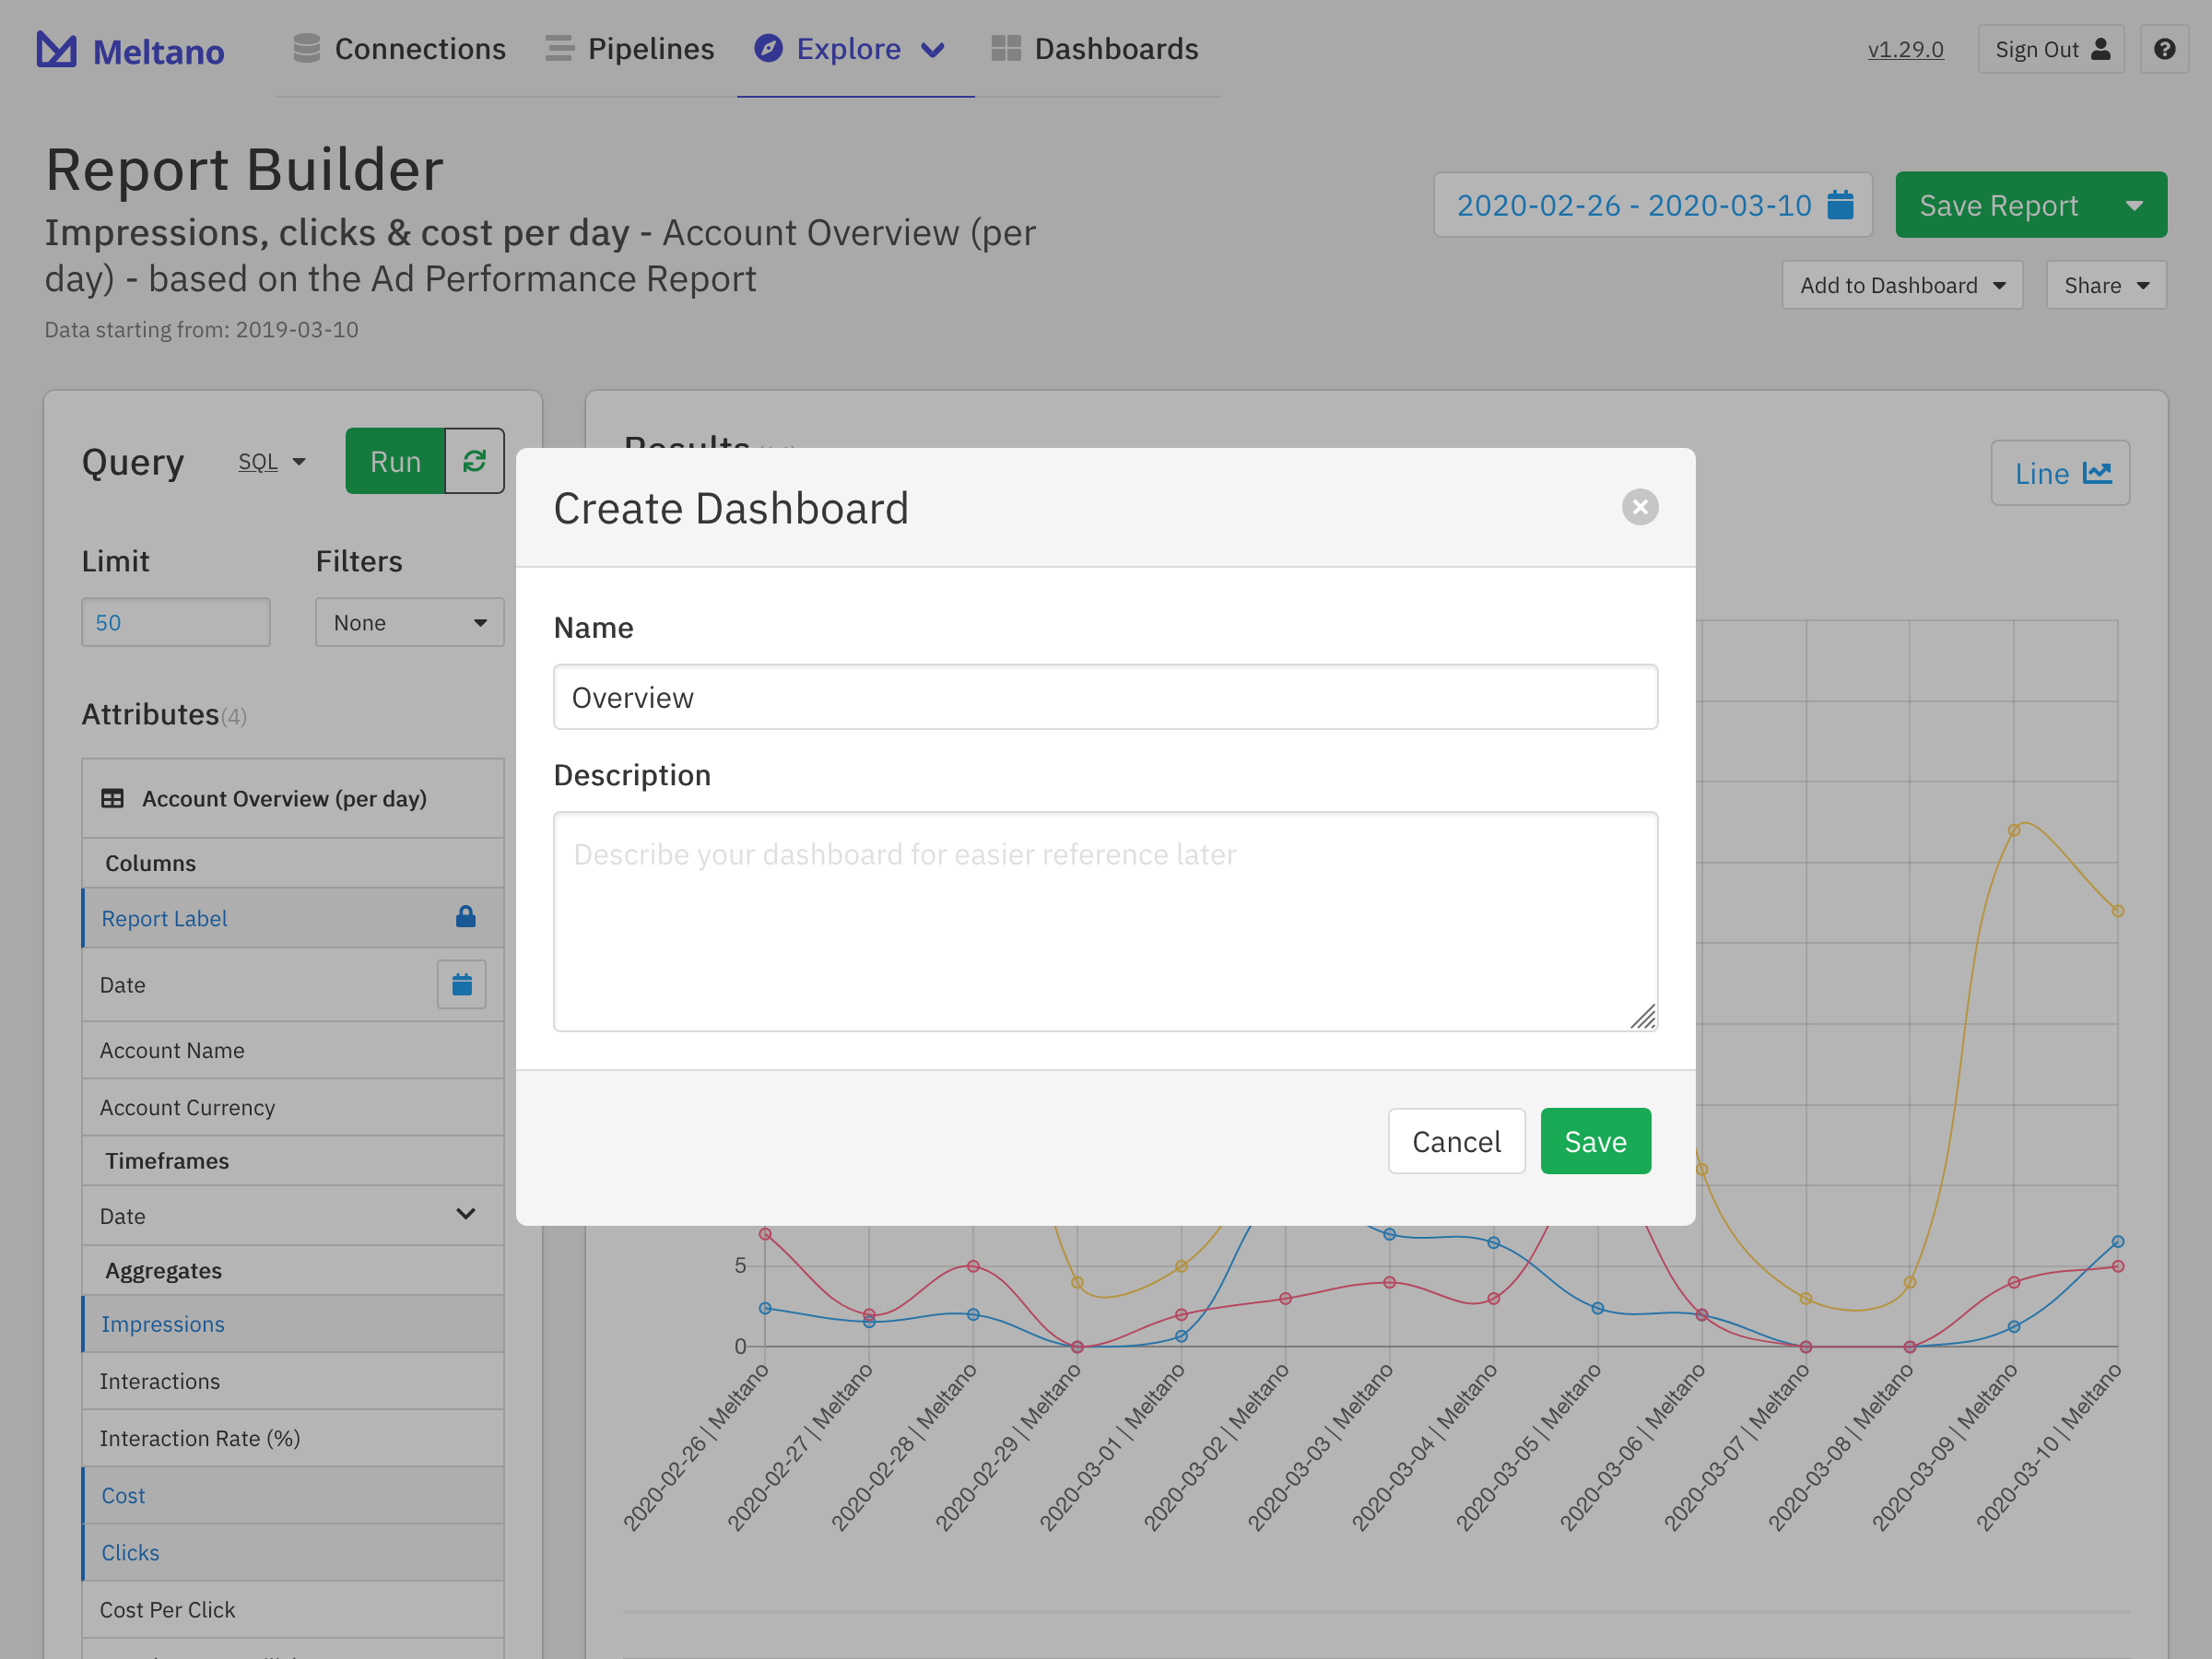 Meltano
Connections
Pipelines
Explore
Dashboards
v1.29.0
Sign Out
Report Builder
Impressions, clicks & cost per day - Account Overview (per
day) - based on the Ad Performance Report
Data starting from: 2019-03-10
2020-02-26 - 2020-03-10
Save Report
Add to Dashboard
Share
Query
SQL
Run
Limit
Filters
50
None
Attributes(4)
Account Overview (per day)
Columns
Report Label
Date
Account Name
Account Currency
Timeframes
Date
Aggregates
Impressions
Interactions
Interaction Rate (%)
Cost
Clicks
Cost Per Click
Results
Line
Create Dashboard
Name
Overview
Description
Describe your dashboard for easier reference later
Cancel
Save
5
0
2020-02-26 | Meltano
2020-02-27 | Meltano
2020-02-28 | Meltano
2020-02-29 | Meltano
2020-03-01 | Meltano
2020-03-02 | Meltano
2020-03-03 | Meltano
2020-03-04 | Meltano
2020-03-05 | Meltano
2020-03-06 | Meltano
2020-03-07 | Meltano
2020-03-08 | Meltano
2020-03-09 | Meltano
2020-03-10 | Meltano